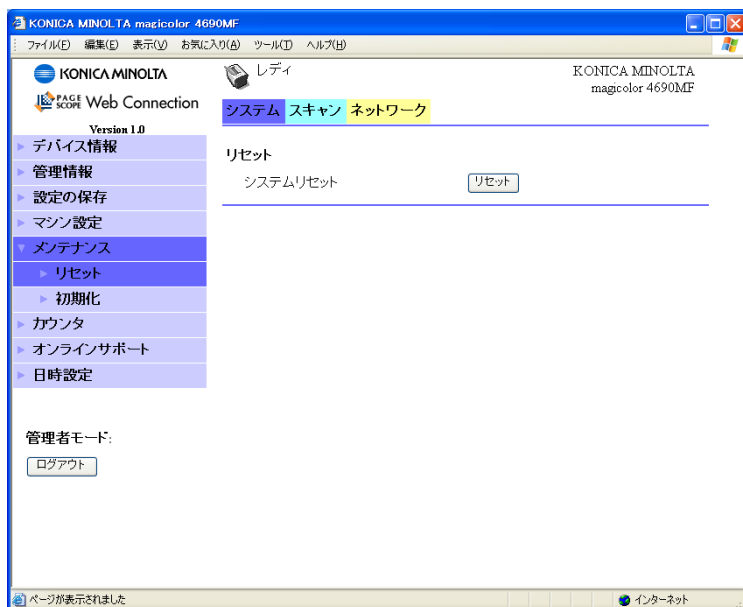 KONICA MINOLTA magicolor 4690MF
ファイル(F) 編集(E) 表示(V) お気に入り(A) ツール(T) ヘルプ(H)
KONICA MINOLTA
PAGE SCOPE Web Connection
Version 1.0
レディ
KONICA MINOLTA
magicolor 4690MF
システム スキャン ネットワーク
デバイス情報
管理情報
設定の保存
マシン設定
メンテナンス
リセット
初期化
カウンタ
オンラインサポート
日時設定
管理者モード:
ログアウト
リセット
システムリセット リセット
ページが表示されました インターネット